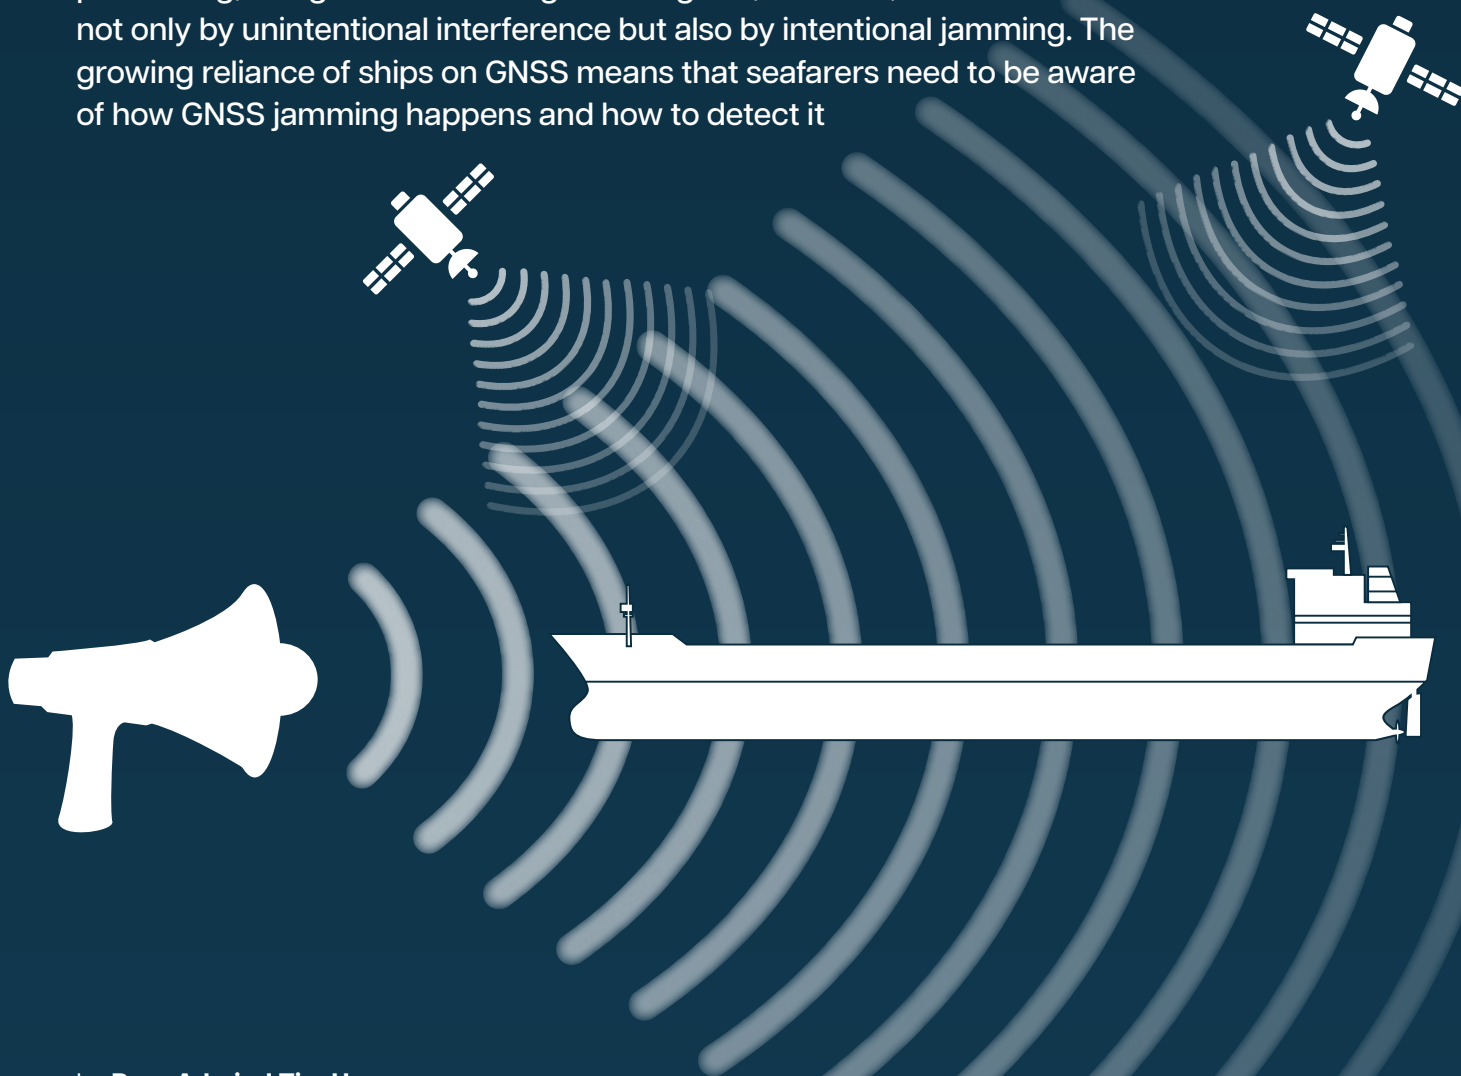 not only by unintentional interference but also by intentional jamming. The
growing reliance of ships on GNSS means that seafarers need to be aware
of how GNSS jamming happens and how to detect it